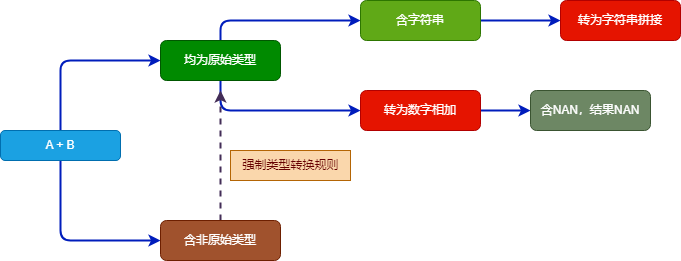 含字符串
转为字符串拼接
均为原始类型
转为数字相加
含NAN，结果NAN
A + B
强制类型转换规则
含非原始类型